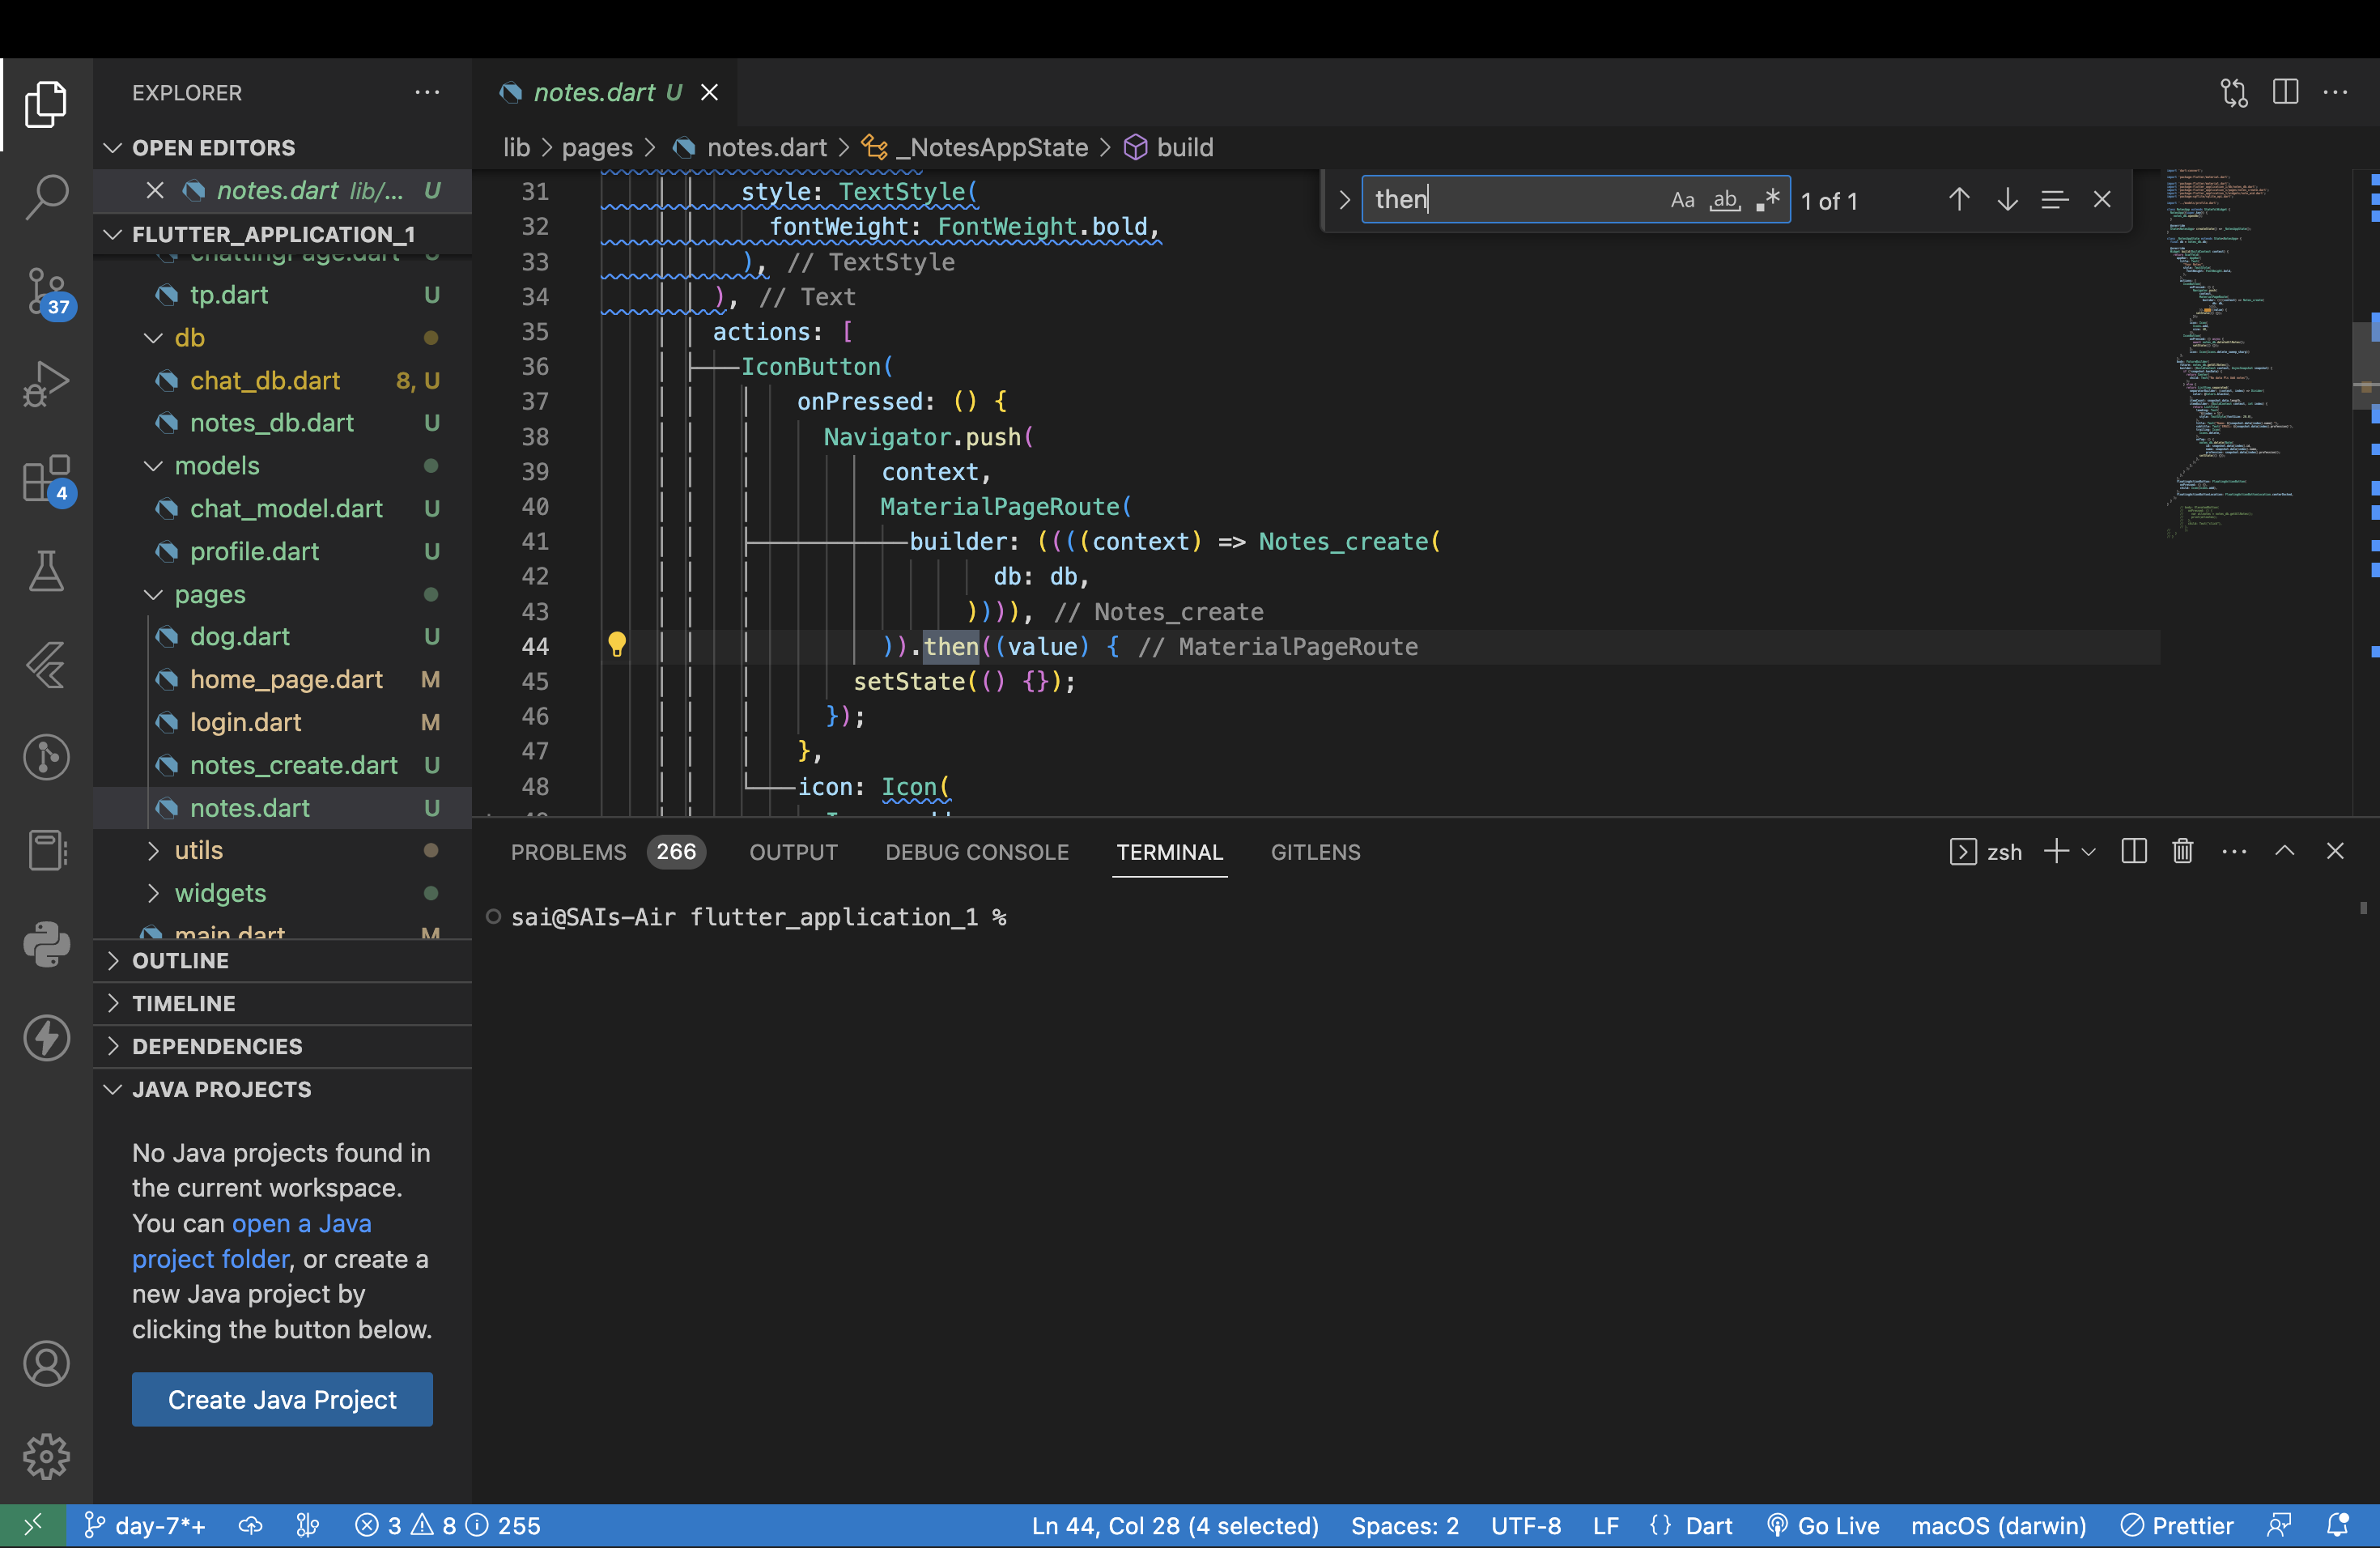 EXPLORER
OPEN EDITORS
notes.dart lib/... U
FLUTTER_APPLICATION_1
chattingPage.dart U
tp.dart U
db
chat_db.dart 8, U
notes_db.dart U
models
chat_model.dart U
profile.dart U
pages
dog.dart U
home_page.dart M
login.dart M
notes_create.dart U
notes.dart U
utils
widgets
main.dart M
OUTLINE
TIMELINE
DEPENDENCIES
JAVA PROJECTS
No Java projects found in
the current workspace.
You can open a Java
project folder, or create a
new Java project by
clicking the button below.
Create Java Project
37
4
notes.dart U
lib > pages > notes.dart > _NotesAppState > build
then Aa ab 1 of 1
31 style: TextStyle(
32 fontWeight: FontWeight.bold,
33 ), // TextStyle
34 ), // Text
35 actions: [
36 IconButton(
37 onPressed: () {
38 Navigator.push(
39 context,
40 MaterialPageRoute(
41 builder: ((((context) => Notes_create(
42 db: db,
43 )))), // Notes_create
44 )).then((value) { // MaterialPageRoute
45 setState(() {});
46 });
47 },
48 icon: Icon(
PROBLEMS 266 OUTPUT DEBUG CONSOLE TERMINAL GITLENS zsh
sai@SAIs-Air flutter_application_1 %
day-7*+ 3 8 255 Ln 44, Col 28 (4 selected) Spaces: 2 UTF-8 LF {} Dart Go Live macOS (darwin) Prettier